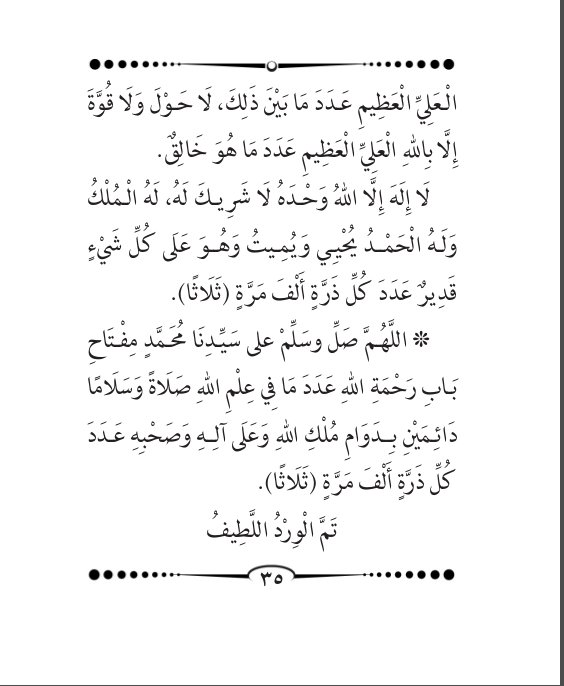 الْعَلِيِّ الْعَظِيمِ عَدَدَ مَا بَيْنَ ذَلِكَ، لَا حَوْلَ وَلَا قُوَّةَ
إِلَّا بِاللهِ الْعَلِيِّ الْعَظِيمِ عَدَدَ مَا هُوَ خَالِقٌ.
لَا إِلَهَ إِلَّا اللهُ وَحْدَهُ لَا شَرِيكَ لَهُ، لَهُ الْمُلْكُ
وَلَهُ الْحَمْدُ يُحْيِي وَيُمِيتُ وَهُوَ عَلَى كُلِّ شَيْءٍ
قَدِيرٌ عَدَدَ كُلِّ ذَرَّةٍ أَلْفَ مَرَّةٍ (ثَلَاثًا).
❊ اللَّهُمَّ صَلِّ وسَلِّمْ على سَيِّدِنَا مُحَمَّدٍ مِفْتَاحِ
بَابِ رَحْمَةِ اللهِ عَدَدَ مَا فِي عِلْمِ اللهِ صَلَاةً وَسَلَامًا
دَائِمَيْنِ بِدَوَامِ مُلْكِ اللهِ وَعَلَى آلِهِ وَصَحْبِهِ عَدَدَ
كُلِّ ذَرَّةٍ أَلْفَ مَرَّةٍ (ثَلَاثًا).
تَمَّ الْوِرْدُ اللَّطِيفُ
٣٥